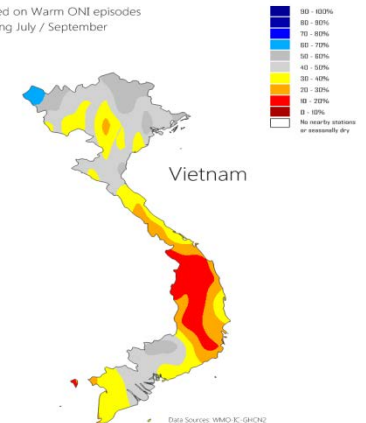 ed on Warm ONI episodes
ng July / September
90 - 100%
80 - 90%
70 - 80%
60 - 70%
50 - 60%
40 - 50%
30 - 40%
20 - 30%
10 - 20%
0 - 10%
No nearby stations
or seasonally dry
Vietnam
Data Sources: WMO-IC-GHCN2